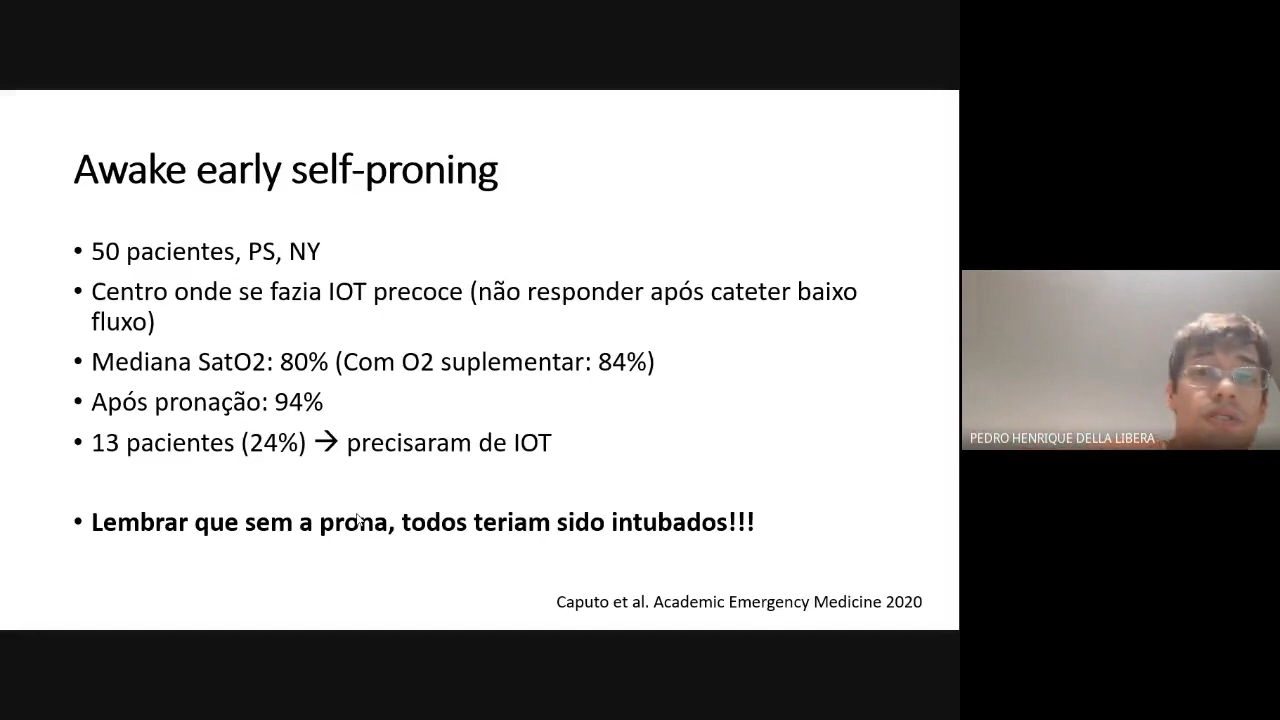 Awake early self-proning
• 50 pacientes, PS, NY
• Centro onde se fazia IOT precoce (não responder após cateter baixo
fluxo)
• Mediana SatO2: 80% (Com O2 suplementar: 84%)
• Após pronação: 94%
• 13 pacientes (24%) → precisaram de IOT
• Lembrar que sem a prona, todos teriam sido intubados!!!
Caputo et al. Academic Emergency Medicine 2020
PEDRO HENRIQUE DELLA LIBERA